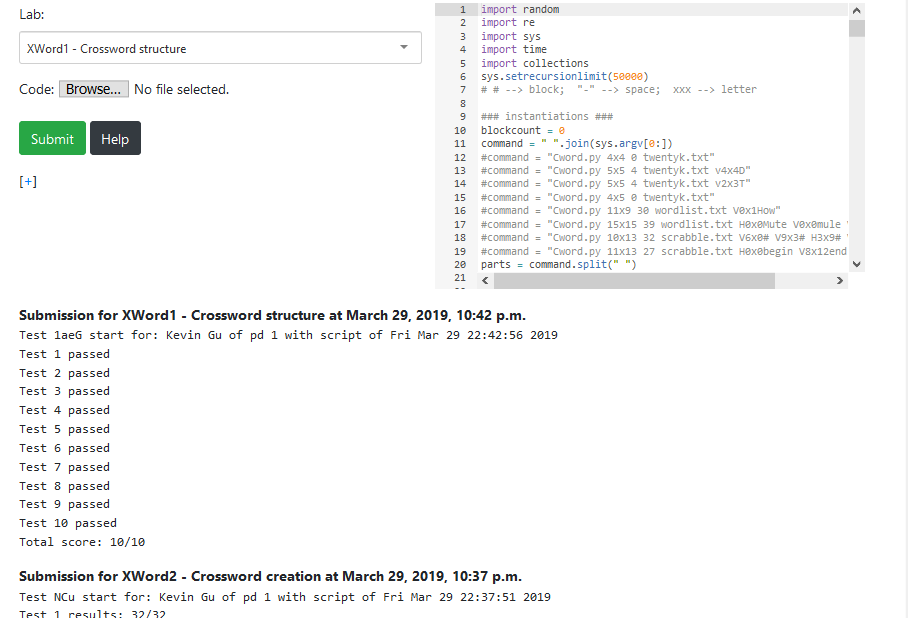 Lab:
XWord1 - Crossword structure
Code: Browse... No file selected.
Submit Help
[+]
1 import random
2 import re
3 import sys
4 import time
5 import collections
6 sys.setrecursionlimit(50000)
7 # # --> block; "-" --> space; xxx --> letter
8
9 ### instantiations ###
10 blockcount = 0
11 command = " ".join(sys.argv[0:])
12 #command = "Cword.py 4x4 0 twentyk.txt"
13 #command = "Cword.py 5x5 4 twentyk.txt v4x4D"
14 #command = "Cword.py 5x5 4 twentyk.txt v2x3T"
15 #command = "Cword.py 4x5 0 twentyk.txt"
16 #command = "Cword.py 11x9 30 wordlist.txt V0x1How"
17 #command = "Cword.py 15x15 39 wordlist.txt H0x0Mute V0x0mule
18 #command = "Cword.py 10x13 32 scrabble.txt V6x0# V9x3# H3x9#
19 #command = "Cword.py 11x13 27 scrabble.txt H0x0begin V8x12end
20 parts = command.split(" ")
21
Submission for XWord1 - Crossword structure at March 29, 2019, 10:42 p.m.
Test 1aeG start for: Kevin Gu of pd 1 with script of Fri Mar 29 22:42:56 2019
Test 1 passed
Test 2 passed
Test 3 passed
Test 4 passed
Test 5 passed
Test 6 passed
Test 7 passed
Test 8 passed
Test 9 passed
Test 10 passed
Total score: 10/10
Submission for XWord2 - Crossword creation at March 29, 2019, 10:37 p.m.
Test NCu start for: Kevin Gu of pd 1 with script of Fri Mar 29 22:37:51 2019
Test 1 results: 32/32